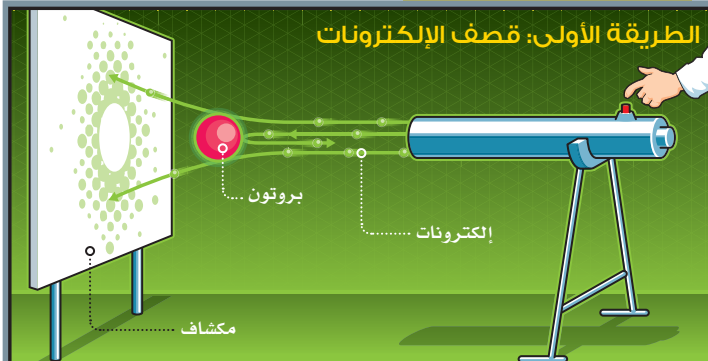 الطريقة الأولى: قصف الإلكترونات
بروتون
إلكترونات
مكشاف